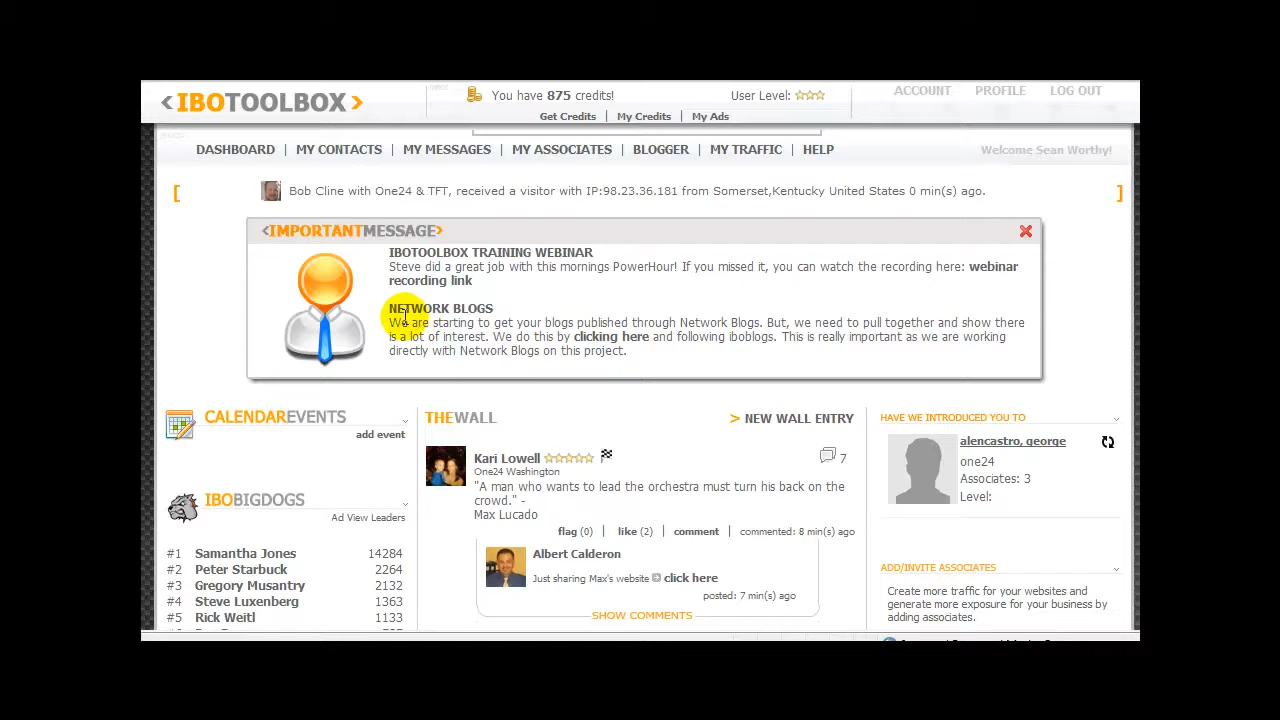 <IBOTOOLBOX>
You have 875 credits!
User Level:
Get Credits | My Credits | My Ads
ACCOUNT PROFILE LOG OUT
DASHBOARD | MY CONTACTS | MY MESSAGES | MY ASSOCIATES | BLOGGER | MY TRAFFIC | HELP
Welcome Sean Worthy!
[ Bob Cline with One24 & TFT, received a visitor with IP:98.23.36.181 from Somerset,Kentucky United States 0 min(s) ago. ]
<IMPORTANTMESSAGE>
IBOTOOLBOX TRAINING WEBINAR
Steve did a great job with this mornings PowerHour! If you missed it, you can watch the recording here: webinar
recording link
NETWORK BLOGS
We are starting to get your blogs published through Network Blogs. But, we need to pull together and show there
is a lot of interest. We do this by clicking here and following iboblogs. This is really important as we are working
directly with Network Blogs on this project.
CALENDAREVENTS
add event
IBOBIGDOGS
Ad View Leaders
#1 Samantha Jones 14284
#2 Peter Starbuck 2264
#3 Gregory Musantry 2132
#4 Steve Luxenberg 1363
#5 Rick Weitl 1133
THEWALL
> NEW WALL ENTRY
Kari Lowell
7
One24 Washington
"A man who wants to lead the orchestra must turn his back on the
crowd." -
Max Lucado
flag (0) | like (2) | comment | commented: 8 min(s) ago
Albert Calderon
Just sharing Max's website click here
posted: 7 min(s) ago
SHOW COMMENTS
HAVE WE INTRODUCED YOU TO
alencastro, george
one24
Associates: 3
Level:
ADD/INVITE ASSOCIATES
Create more traffic for your websites and
generate more exposure for your business by
adding associates.